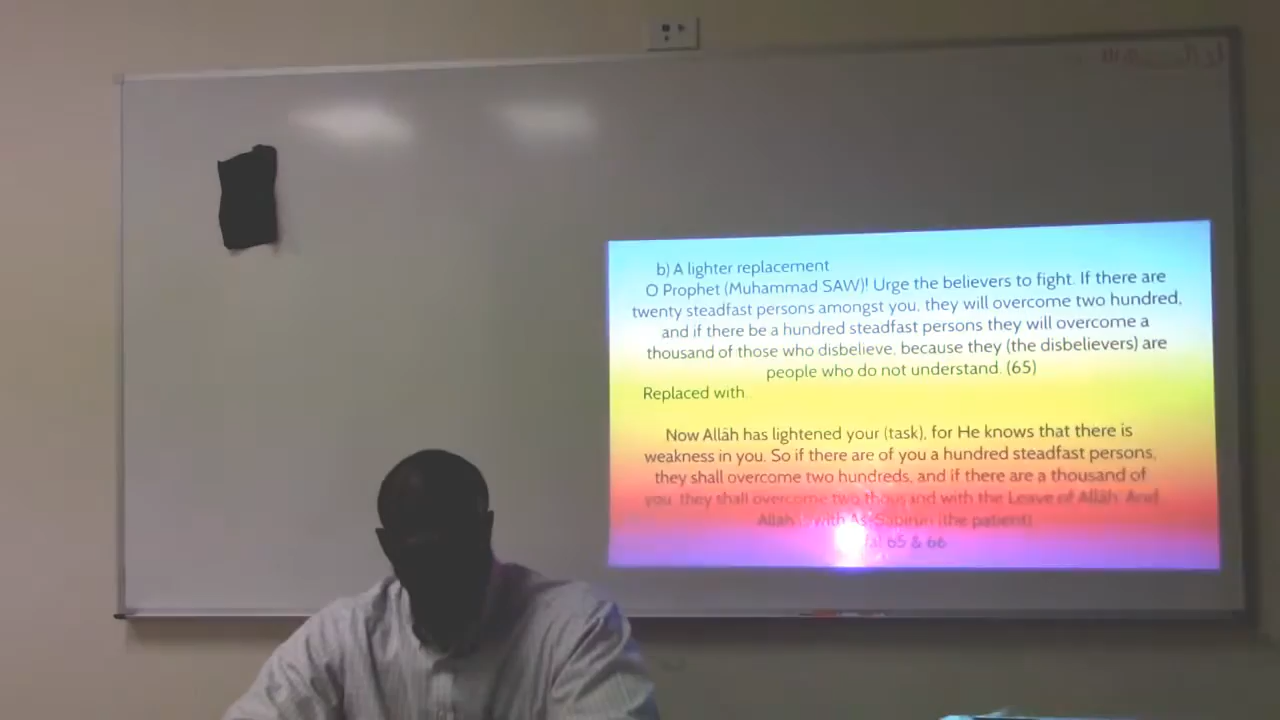 b) A lighter replacement
O Prophet (Muhammad SAW)! Urge the believers to fight. If there are
twenty steadfast persons amongst you, they will overcome two hundred,
and if there be a hundred steadfast persons they will overcome a
thousand of those who disbelieve, because they (the disbelievers) are
people who do not understand. (65)
Replaced with..
Now Allâh has lightened your (task), for He knows that there is
weakness in you. So if there are of you a hundred steadfast persons,
they shall overcome two hundreds, and if there are a thousand of
you, they shall overcome two thousand with the Leave of Allâh. And
Allah with As-Sabirun (the patient)
65 & 66